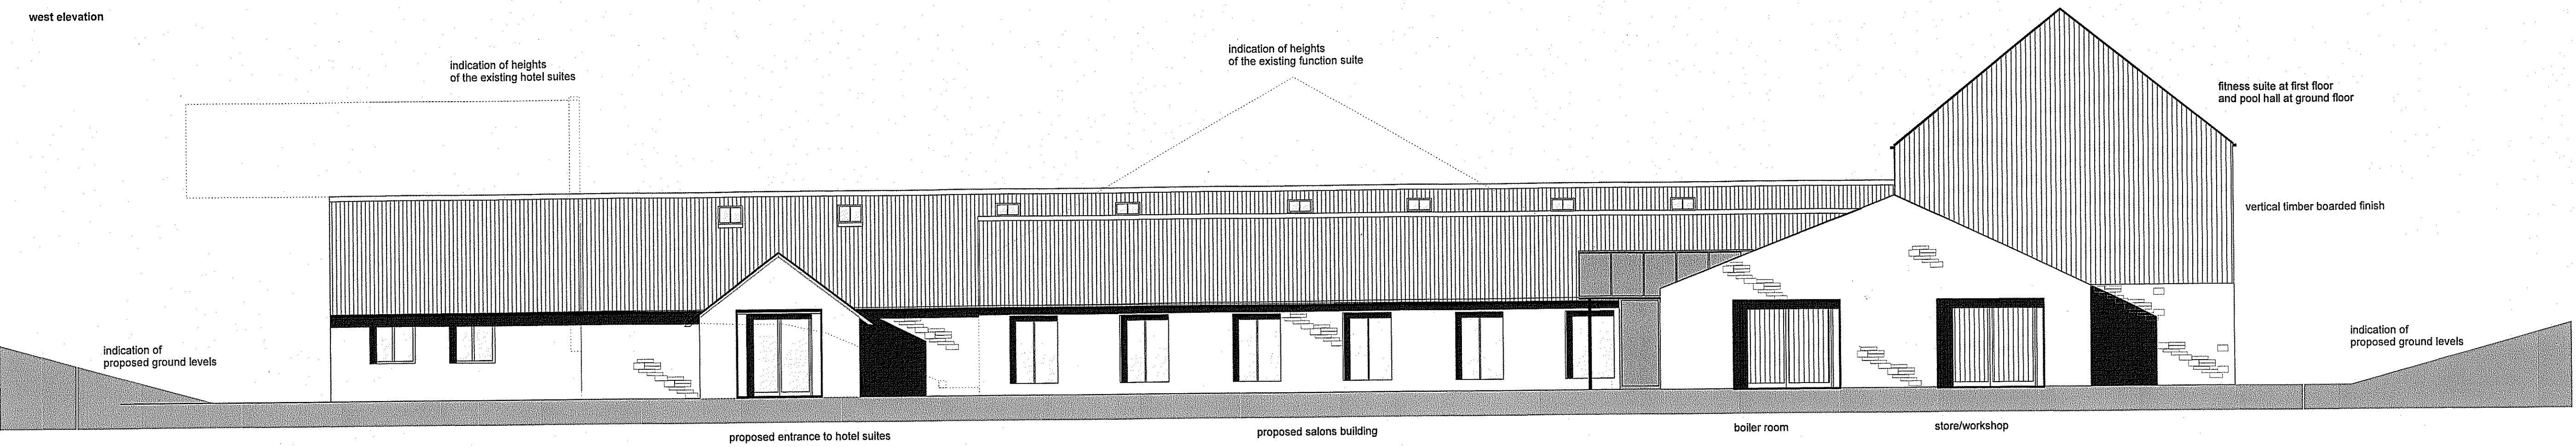 west elevation
indication of heights
of the existing hotel suites
indication of heights
of the existing function suite
fitness suite at first floor
and pool hall at ground floor
vertical timber boarded finish
indication of
proposed ground levels
indication of
proposed ground levels
proposed entrance to hotel suites
proposed salons building
boiler room
store/workshop